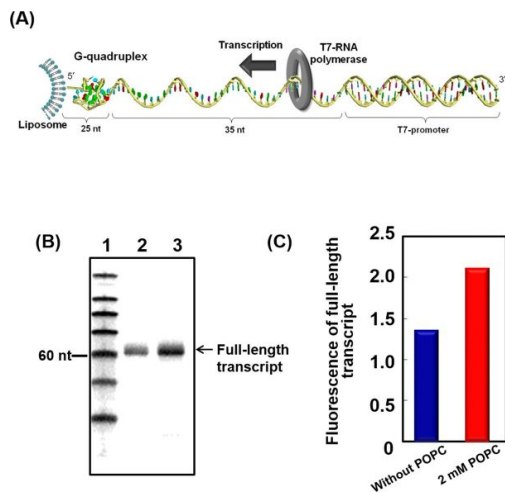 (A)
G-quadruplex
Transcription
T7-RNA
polymerase
5'
3'
Liposome
25 nt
35 nt
T7-promoter
(B)
1 2 3
60 nt
Full-length
transcript
(C)
Fluorescence of full-length
transcript
2.5
2.0
1.5
1.0
0.5
0
Without POPC
2 mM POPC